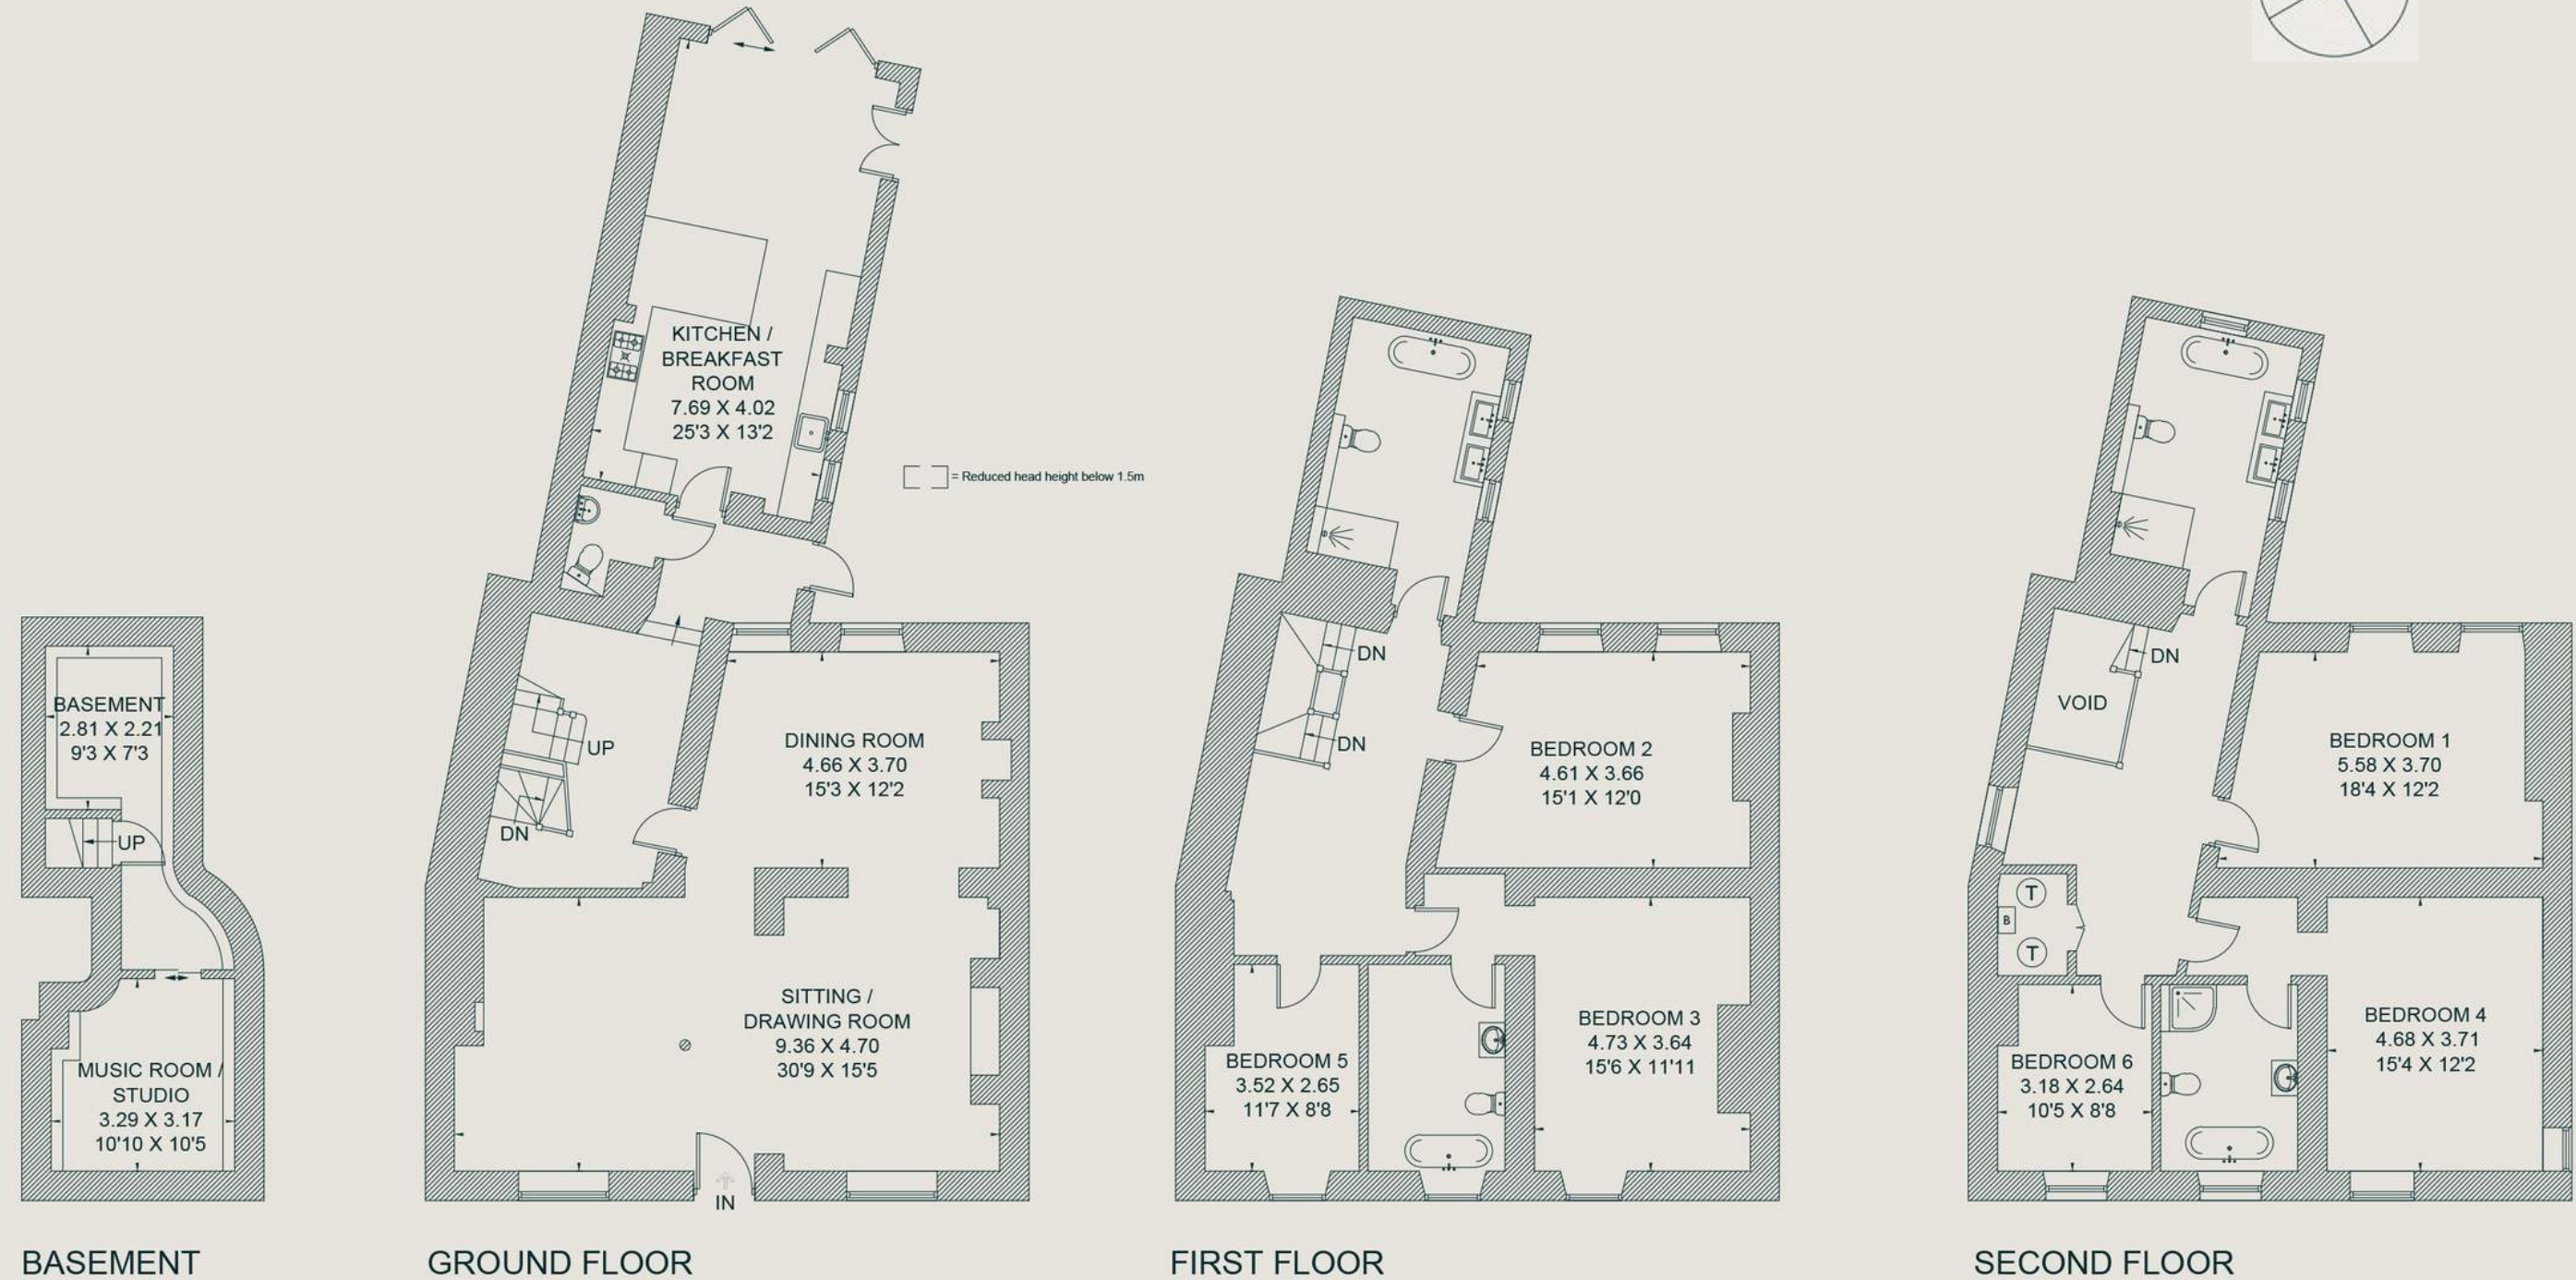 BASEMENT
2.81 X 2.21
9'3 X 7'3
UP
MUSIC ROOM /
STUDIO
3.29 X 3.17
10'10 X 10'5
BASEMENT
KITCHEN /
BREAKFAST
ROOM
7.69 X 4.02
25'3 X 13'2
= Reduced head height below 1.5m
UP
DN
DINING ROOM
4.66 X 3.70
15'3 X 12'2
SITTING /
DRAWING ROOM
9.36 X 4.70
30'9 X 15'5
IN
GROUND FLOOR
DN
DN
BEDROOM 2
4.61 X 3.66
15'1 X 12'0
BEDROOM 3
4.73 X 3.64
15'6 X 11'11
BEDROOM 5
3.52 X 2.65
11'7 X 8'8
FIRST FLOOR
DN
VOID
BEDROOM 1
5.58 X 3.70
18'4 X 12'2
T
B
T
BEDROOM 4
4.68 X 3.71
15'4 X 12'2
BEDROOM 6
3.18 X 2.64
10'5 X 8'8
SECOND FLOOR